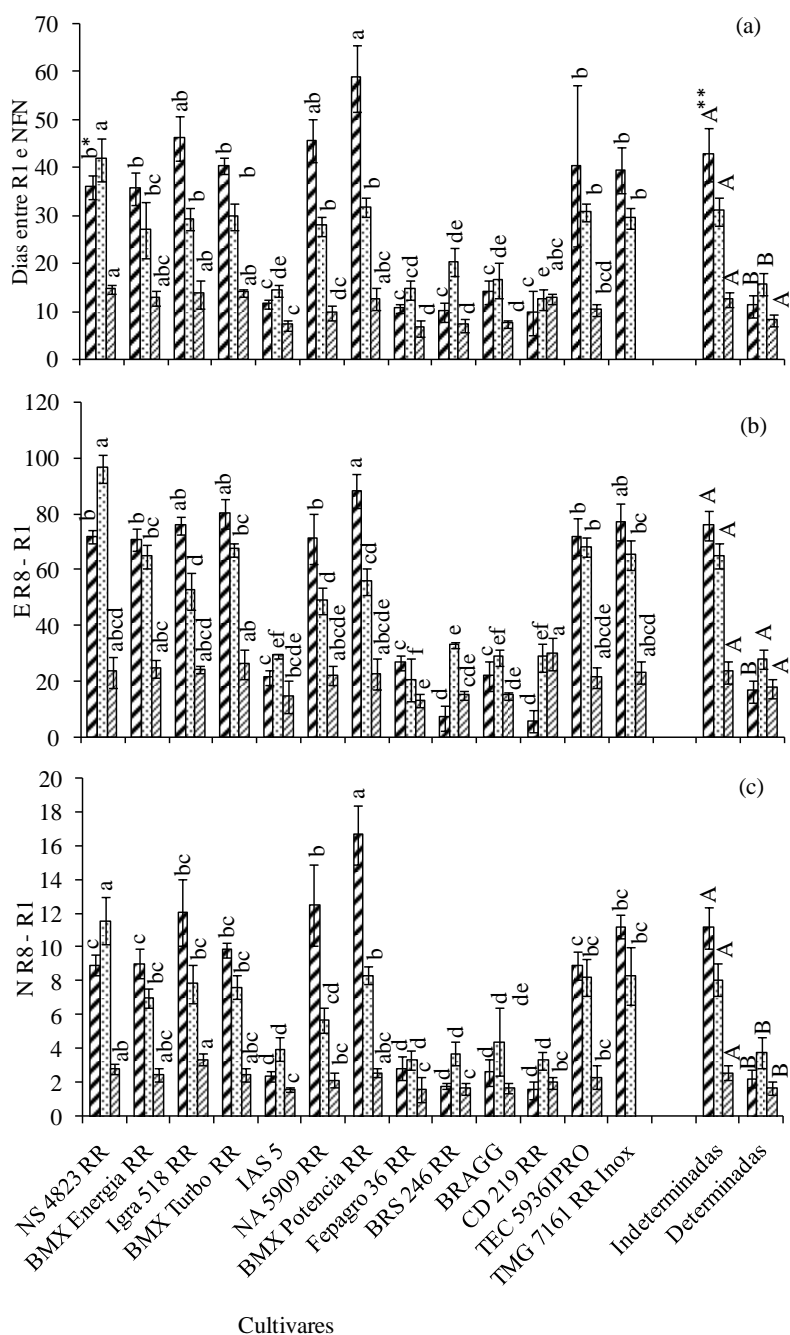 (a)
Dias entre R1 e NFN
70
60
50
40
30
20
10
0
b* a a
b bc abc
ab b ab
b b ab
c de c
ab b dc
a b abc
c e d
c de d
c de d
c e abc
b b bcd
b b
A** A A
B B A
(b)
ER8 - R1
120
100
80
60
40
20
0
b a abcd
b bc abc
ab d abcd
ab bc ab
c ef bcde
b d abcde
a cd abcde
c f e
d e cde
c ef de
d ef a
b b abcde
ab bc abcd
A A A
B A A
(c)
NR8 - R1
20
18
16
14
12
10
8
6
4
2
0
c a ab
c bc abc
bc bc a
bc bc abc
d d c
b cd bc
a b abc
d d c
d d c
d d de
d d bc
c bc bc
bc bc
A A A
B B B
NS 4823 RR
BMX Energia RR
Igra 518 RR
BMX Turbo RR
IAS 5
NA 5909 RR
BMX Potencia RR
Fepagro 36 RR
BRS 246 RR
BRAGG
CD 219 RR
TEC 5936IPRO
TMG 7161 RR Inox
Indeterminadas
Determinadas
Cultivares